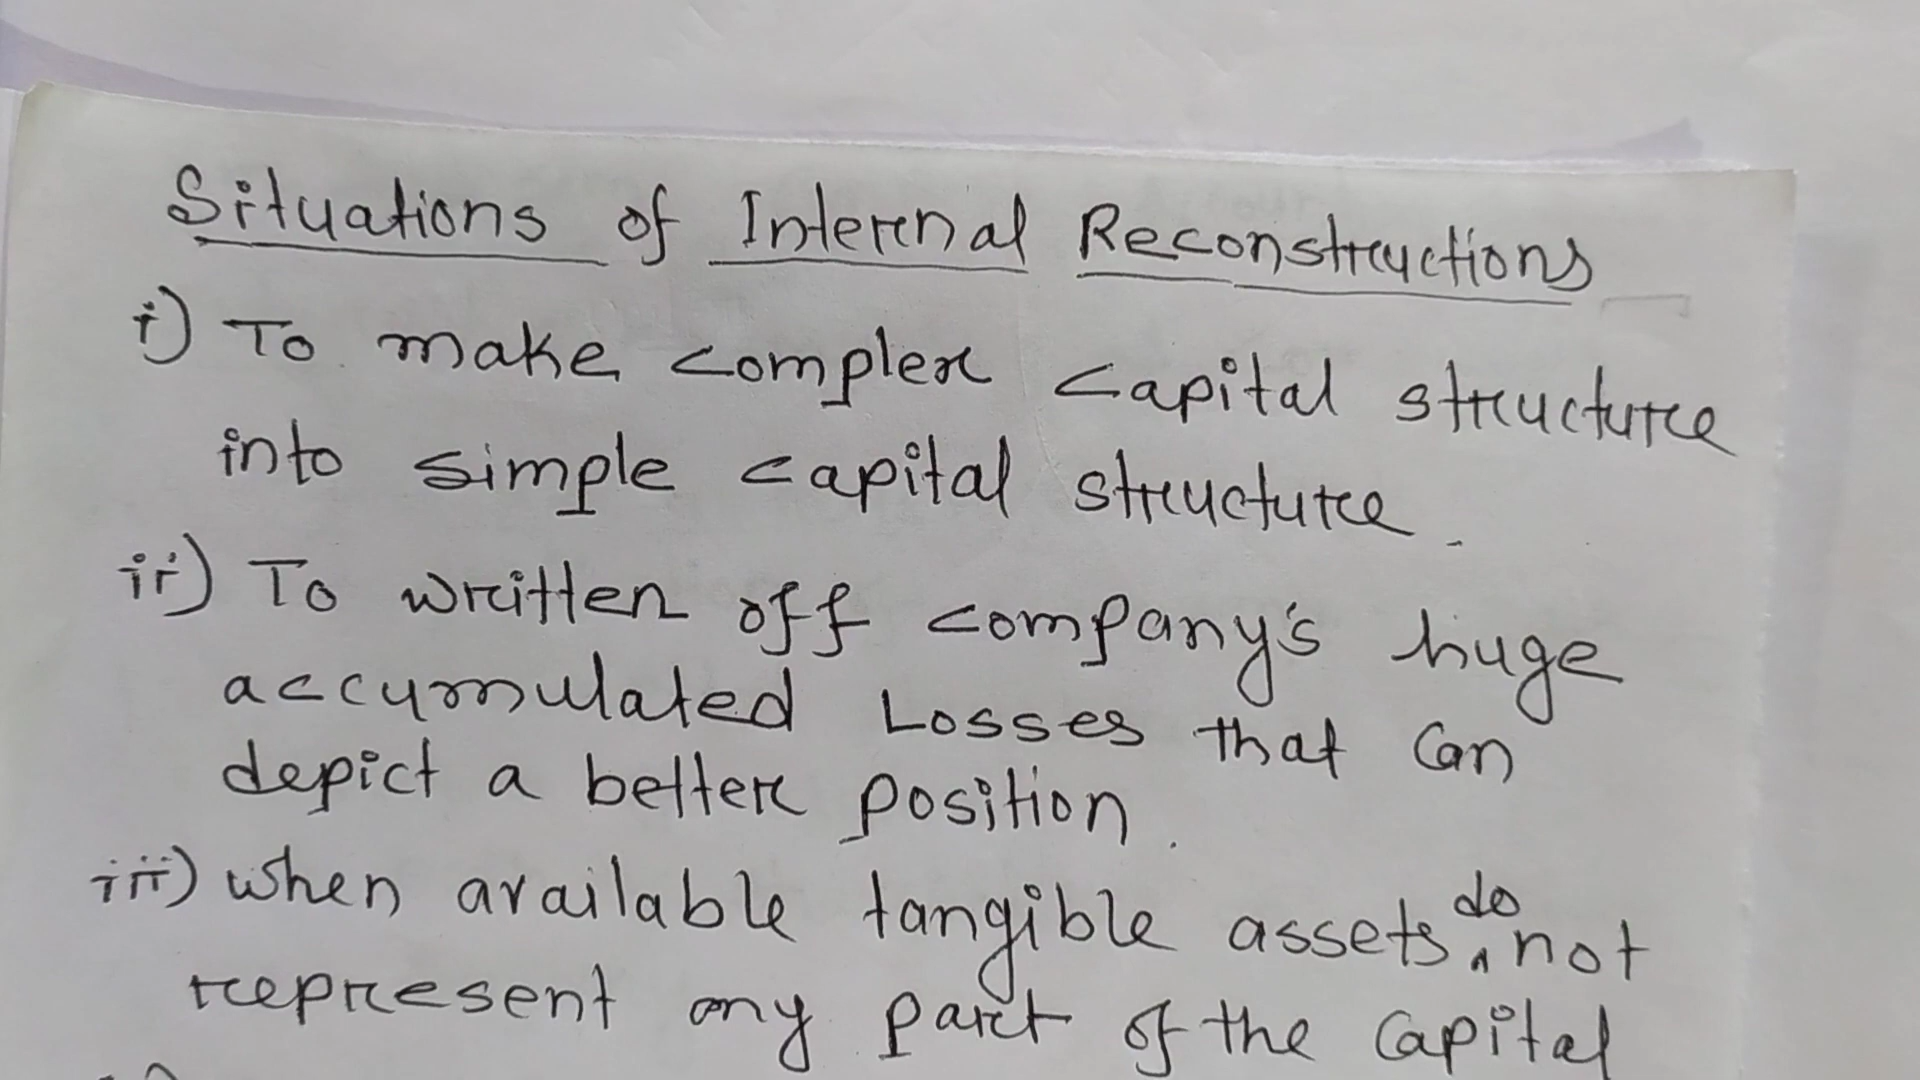 Situations of Internal Reconstructions
i) To make complex capital structure
into simple capital structure.
ii) To written off company's huge
accumulated Losses that can
depict a better position.
iii) when available tangible assets do not
represent any part of the capital